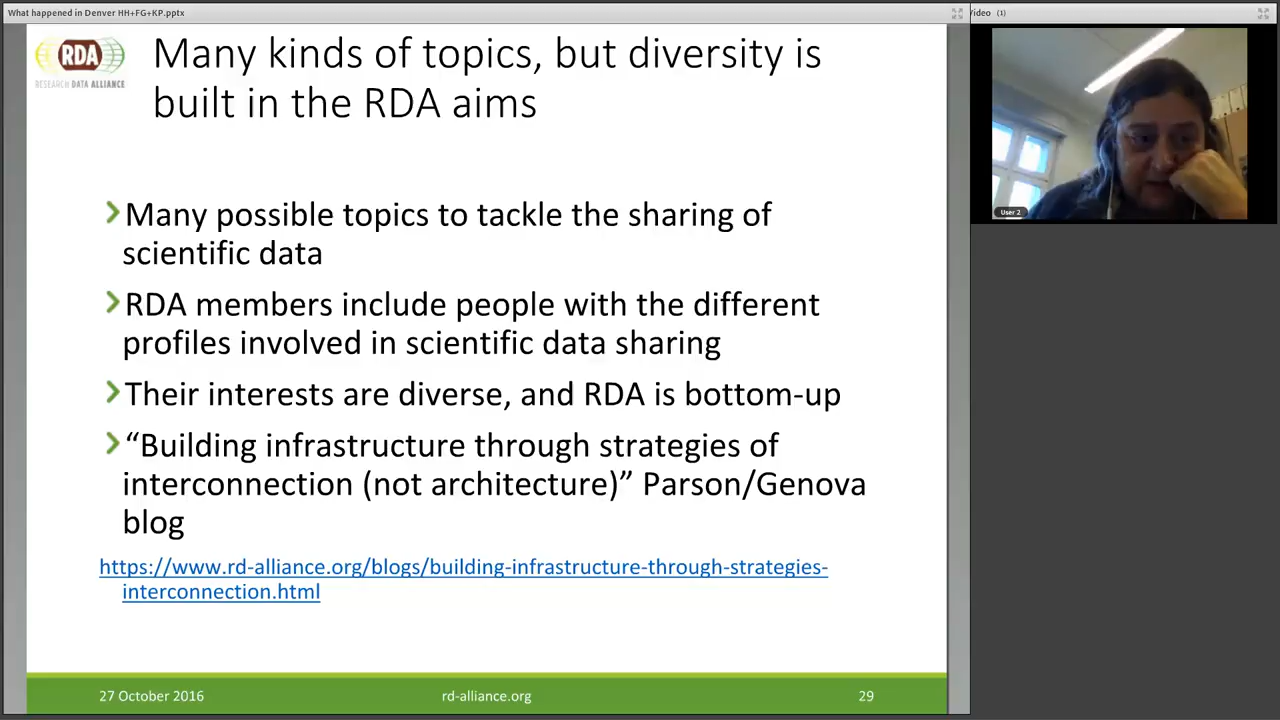 What happened in Denver HH+FG+KP.pptx
Video (1)
RDA
RESEARCH DATA ALLIANCE
Many kinds of topics, but diversity is
built in the RDA aims
Many possible topics to tackle the sharing of
scientific data
RDA members include people with the different
profiles involved in scientific data sharing
Their interests are diverse, and RDA is bottom-up
“Building infrastructure through strategies of
interconnection (not architecture)” Parson/Genova
blog
https://www.rd-alliance.org/blogs/building-infrastructure-through-strategies-
interconnection.html
27 October 2016
rd-alliance.org
29
User 2